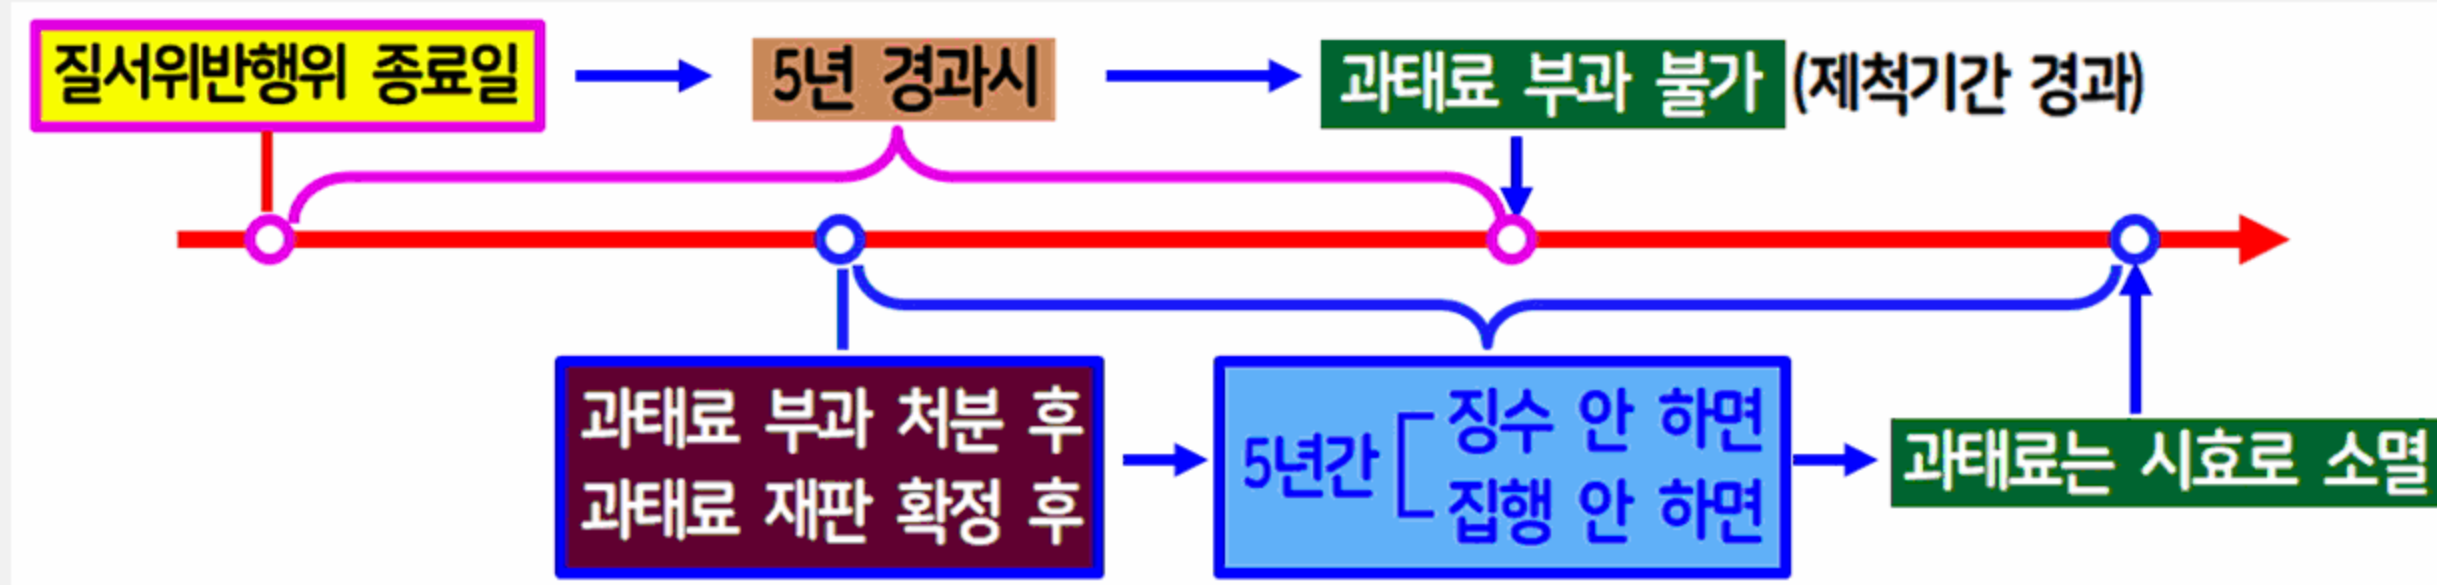 질서위반행위 종료일
5년 경과시
과태료 부과 불가 (제척기간 경과)
과태료 부과 처분 후
과태료 재판 확정 후
5년간
징수 안 하면
집행 안 하면
과태료는 시효로 소멸